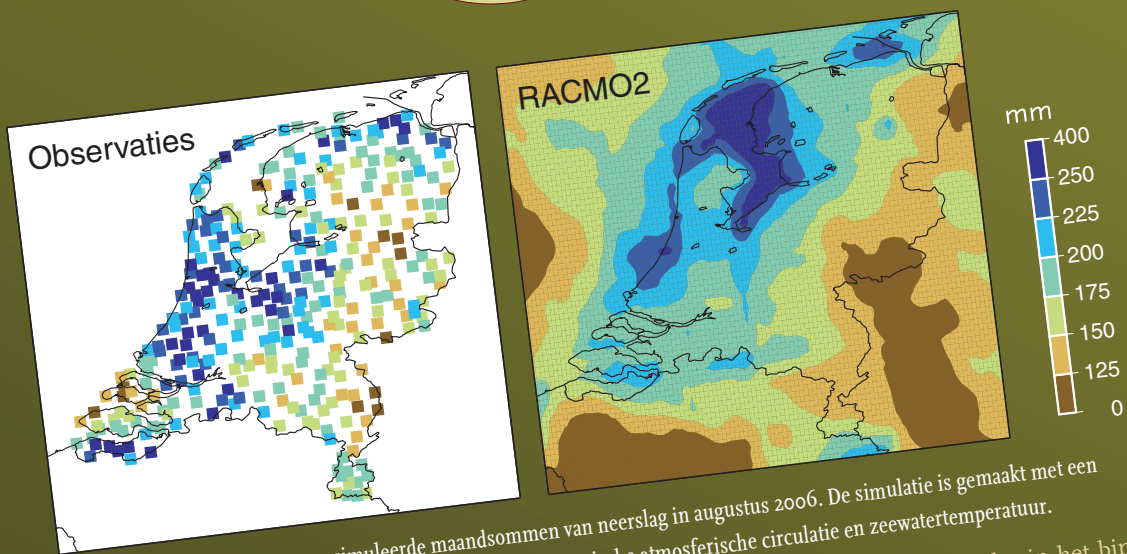 Observaties
RACMO2
mm
400
250
225
200
175
150
125
0
maandsommen van neerslag in augustus 2006. De simulatie is gemaakt met een
atmosferische circulatie en zeewatertemperatuur.
het